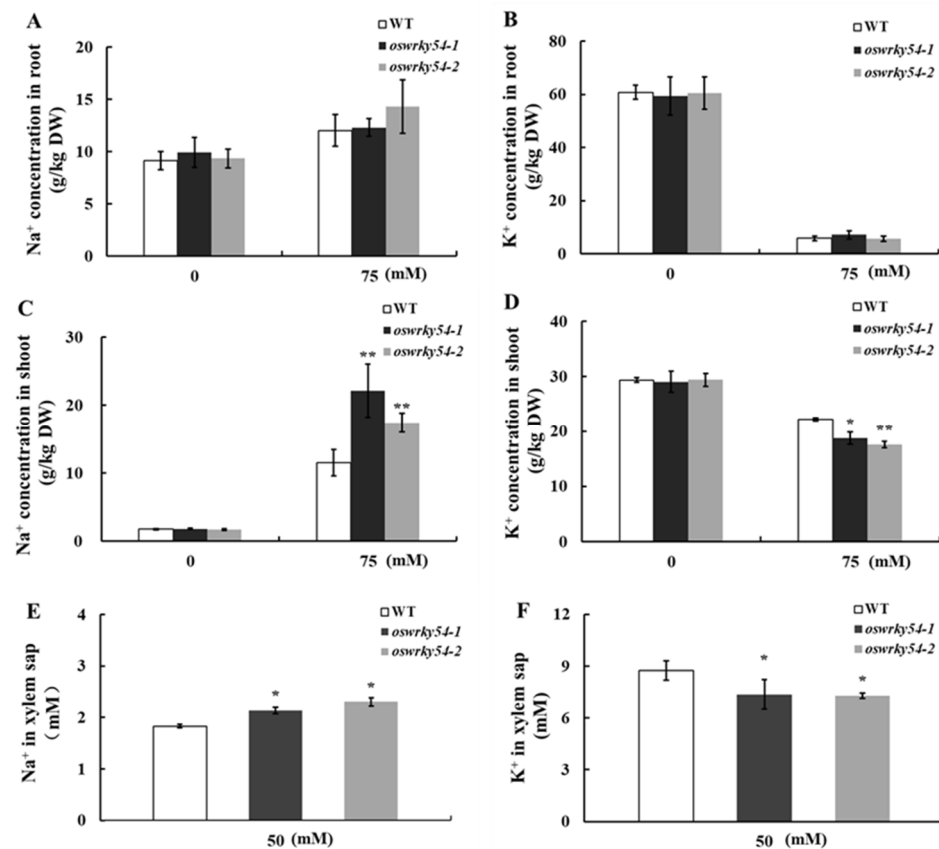 A
WT
oswrky54-1
oswrky54-2
Na⁺ concentration in root
(g/kg DW)
20
15
10
5
0
0
75 (mM)
B
WT
oswrky54-1
oswrky54-2
K⁺ concentration in root
(g/kg DW)
80
60
40
20
0
0
75 (mM)
C
WT
oswrky54-1
oswrky54-2
Na⁺ concentration in shoot
(g/kg DW)
30
20
10
0
**
**
0
75 (mM)
D
WT
oswrky54-1
oswrky54-2
K⁺ concentration in shoot
(g/kg DW)
40
30
20
10
0
*
**
0
75 (mM)
E
WT
oswrky54-1
oswrky54-2
Na⁺ in xylem sap
(mM)
4
3
2
1
0
*
*
50 (mM)
F
WT
oswrky54-1
oswrky54-2
K⁺ in xylem sap
(mM)
12
9
6
3
0
*
*
50 (mM)